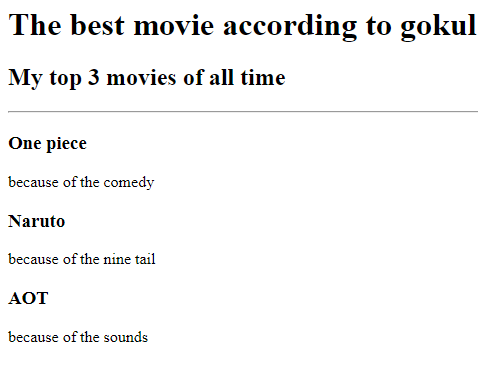 The best movie according to gokul
My top 3 movies of all time
One piece
because of the comedy
Naruto
because of the nine tail
AOT
because of the sounds